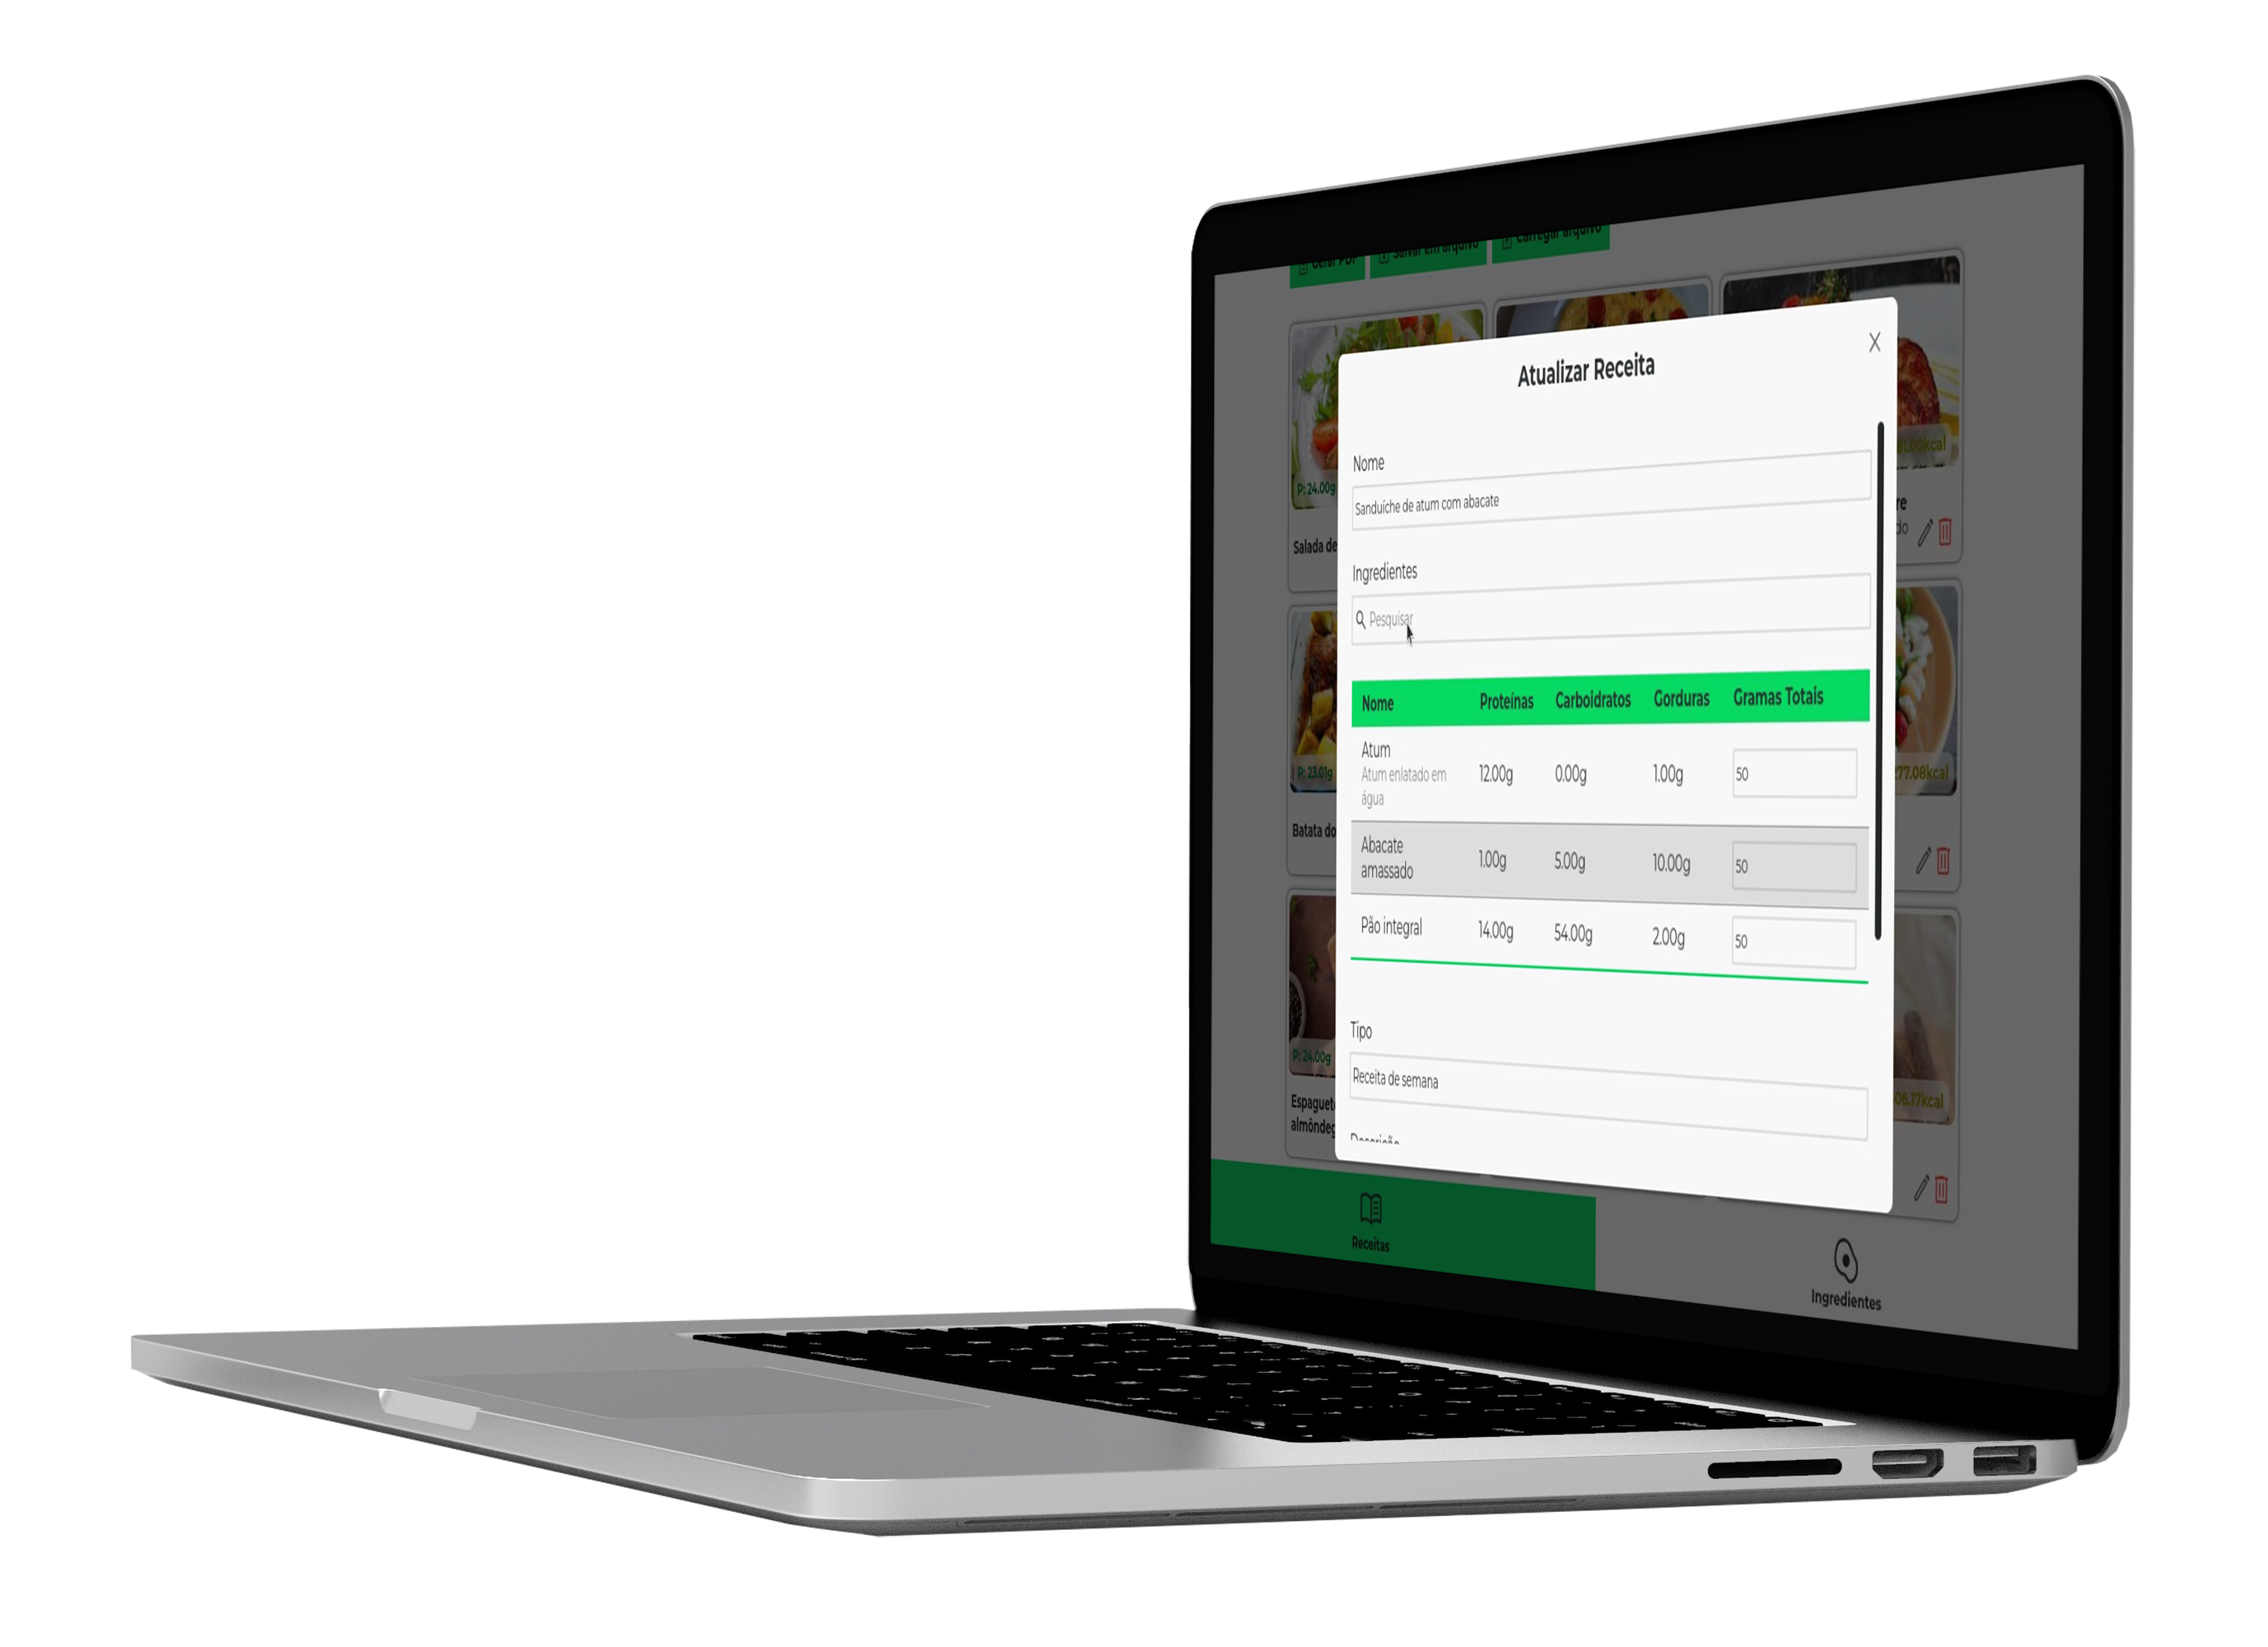 Gerar PDF
Salvar em arquivo
Carregar arquivo
Atualizar Receita
Nome
Sanduíche de atum com abacate
Ingredientes
Pesquisar
Nome Proteínas Carboidratos Gorduras Gramas Totais
Atum
Atum enlatado em
água
12.00g 0.00g 1.00g 50
Abacate
amassado
1.00g 5.00g 10.00g 50
Pão integral 14.00g 54.00g 2.00g 50
Tipo
Receita de semana
Descrição
P: 24.00g
Salada de
P: 23.01g
Batata do
P: 24.00g
.00kcal
re
do
77.08kcal
06.17kcal
Receitas
Ingredientes